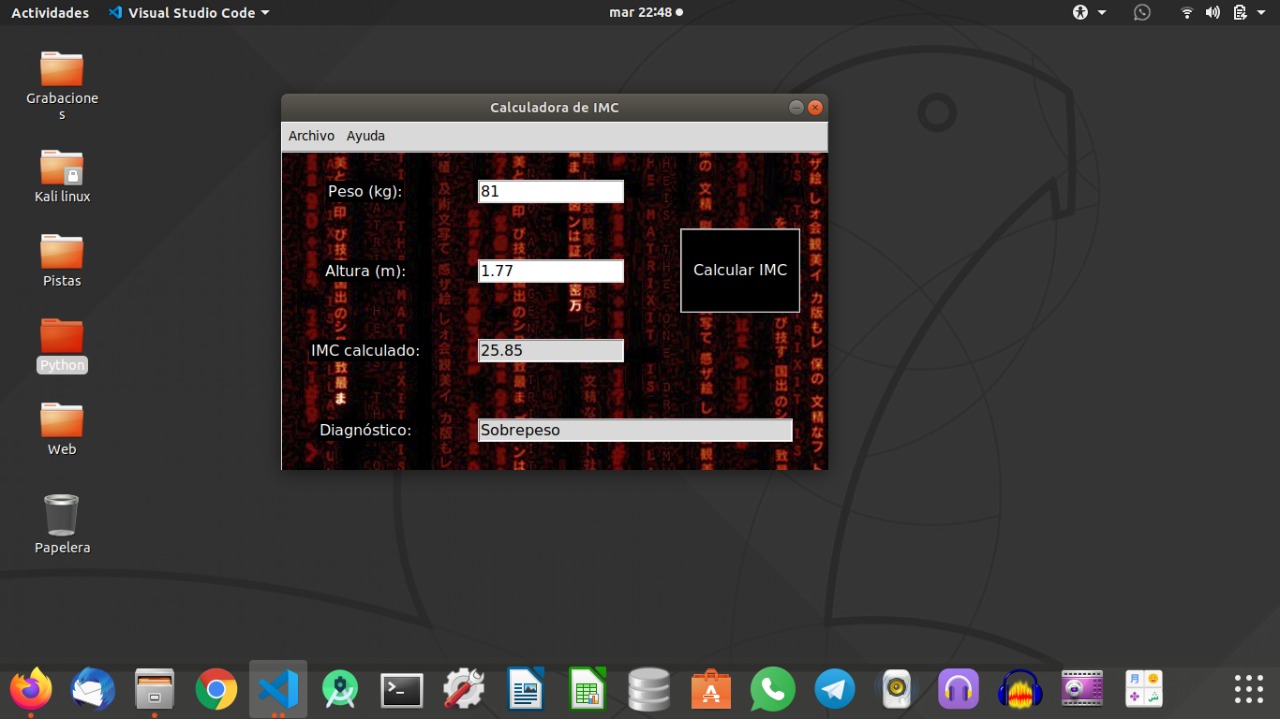 Actividades Visual Studio Code mar 22:48
Grabacione
s
Kali linux
Pistas
Python
Web
Papelera
Calculadora de IMC
Archivo Ayuda
Peso (kg): 81
Altura (m): 1.77
Calcular IMC
IMC calculado: 25.85
Diagnóstico: Sobrepeso